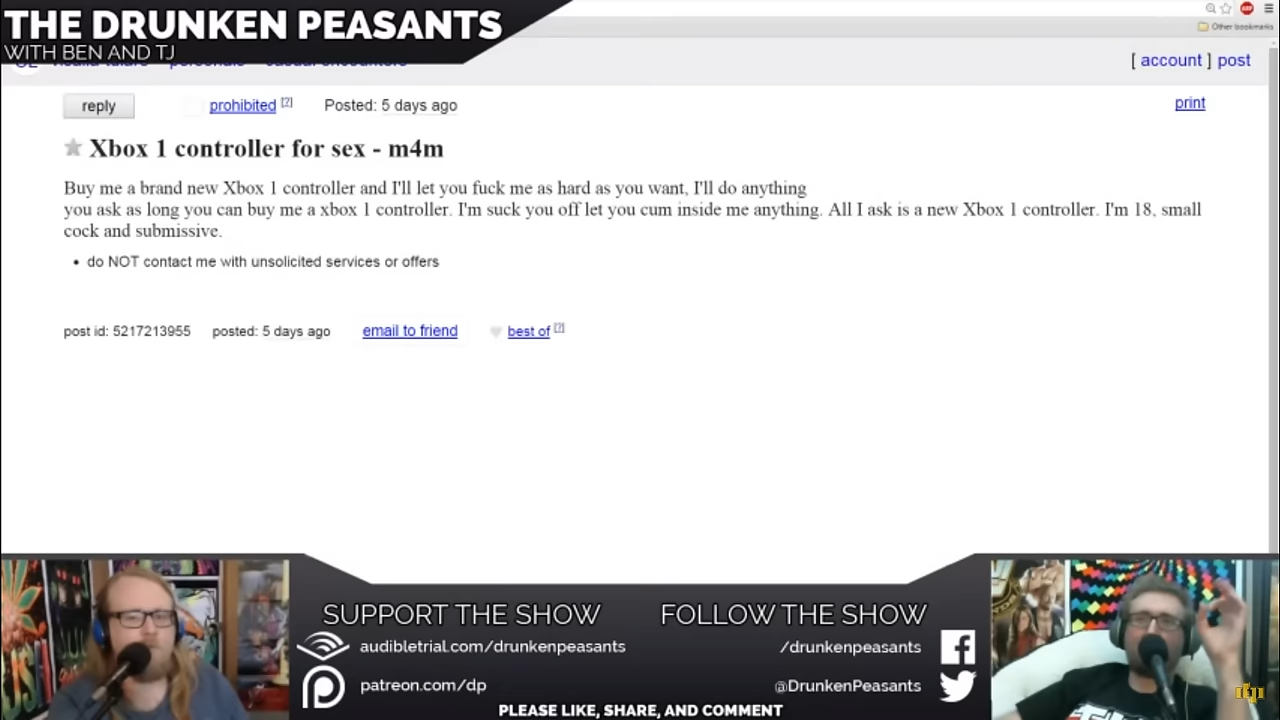 THE DRUNKEN PEASANTS
WITH BEN AND TJ
Other bookmarks
[ account ] post
reply
prohibited [?]
Posted: 5 days ago
print
Xbox 1 controller for sex - m4m
Buy me a brand new Xbox 1 controller and I'll let you fuck me as hard as you want, I'll do anything
you ask as long you can buy me a xbox 1 controller. I'm suck you off let you cum inside me anything. All I ask is a new Xbox 1 controller. I'm 18, small
cock and submissive.
• do NOT contact me with unsolicited services or offers
post id: 5217213955
posted: 5 days ago
email to friend
best of [?]
SUPPORT THE SHOW
audibletrial.com/drunkenpeasants
patreon.com/dp
FOLLOW THE SHOW
/drunkenpeasants
@DrunkenPeasants
PLEASE LIKE, SHARE, AND COMMENT
dp